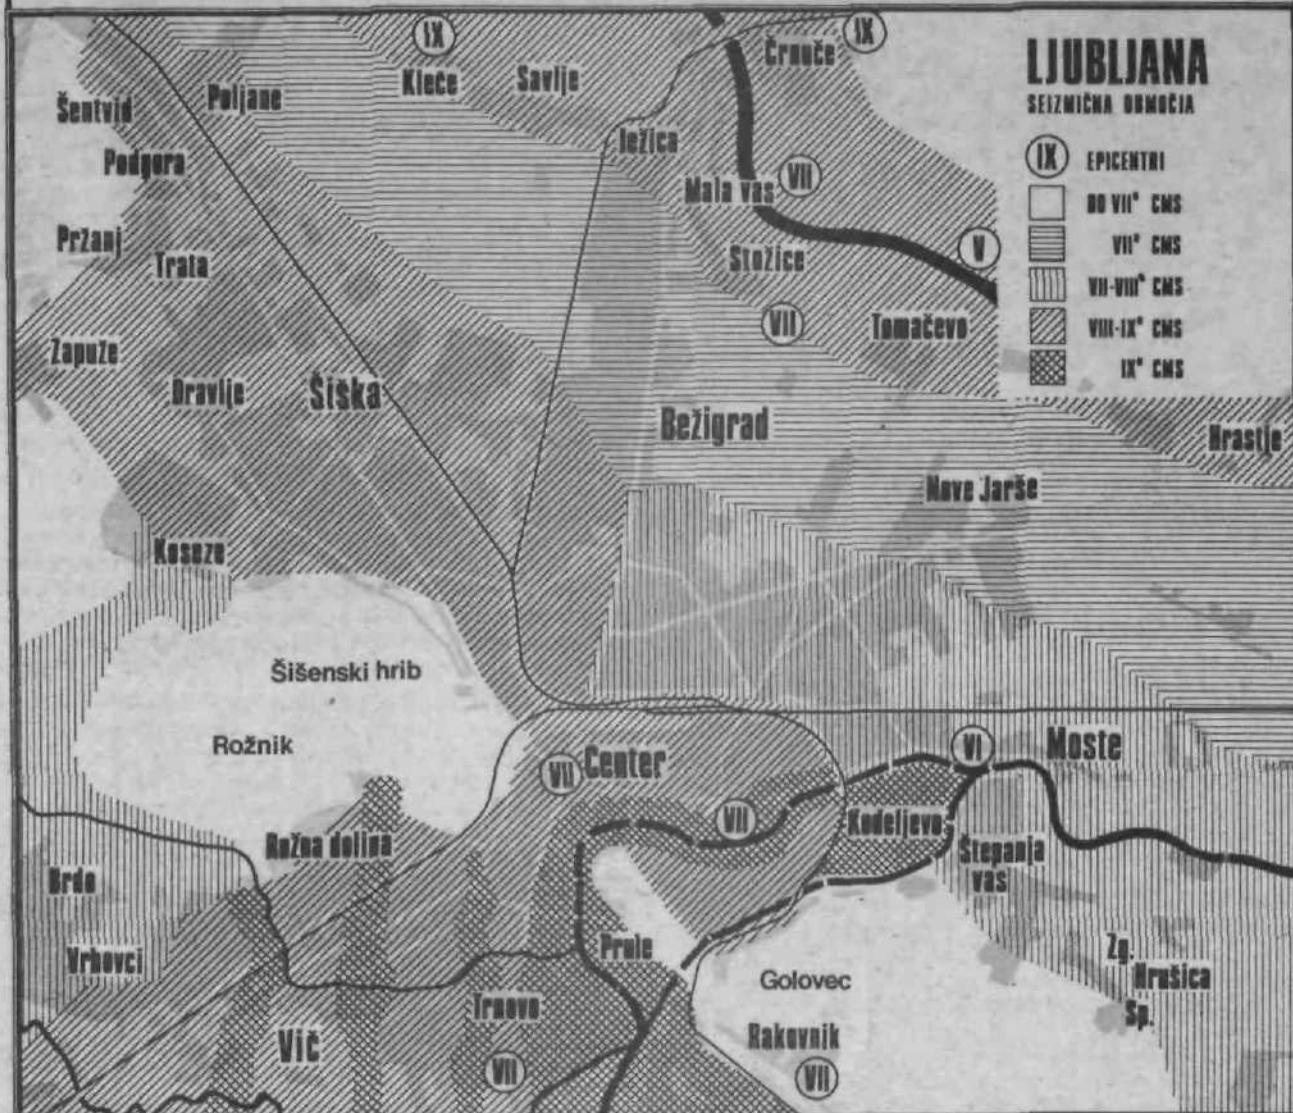 LJUBLJANA
SEIZMIČNA OBMOČJA
IX EPICENTRI
DO VII° CMS
VII° CMS
VII-VIII° CMS
VIII-IX° CMS
IX° CMS
IX
IX
Črnuče
Kleče
Savlje
Poljane
Šentvid
Ježica
Podgora
Mala vas
VII
Pržanj
Trata
Stožice
V
VII
Tomačevo
Zapuže
Dravlje
Šiška
Bežigrad
Hrastje
Nove Jarše
Koseze
Šišenski hrib
Rožnik
VII
Center
VI
Moste
VII
Kodeljevo
Rožna dolina
Štepanja
vas
Brdo
Vrhovci
Prule
Golovec
Zg.
Hrušica
Sp.
Trnovo
Vič
Rakovnik
VII
VII